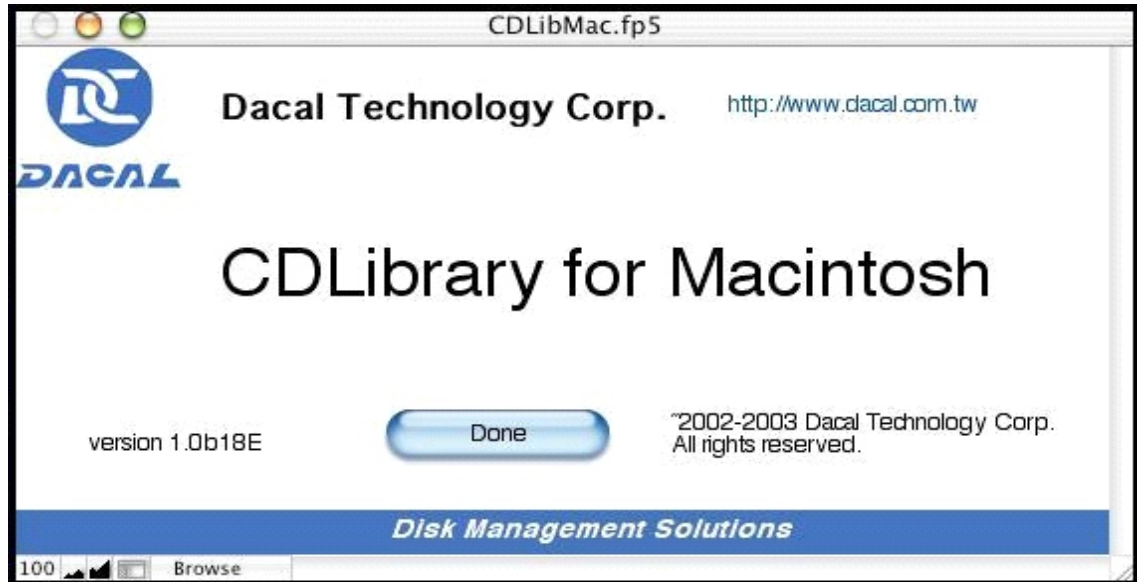 CDLibMac.fp5
DC
DACAL
Dacal Technology Corp.
http://www.dacal.com.tw
CDLibrary for Macintosh
version 1.0b18E
Done
˜2002-2003 Dacal Technology Corp.
All rights reserved.
Disk Management Solutions
100
Browse